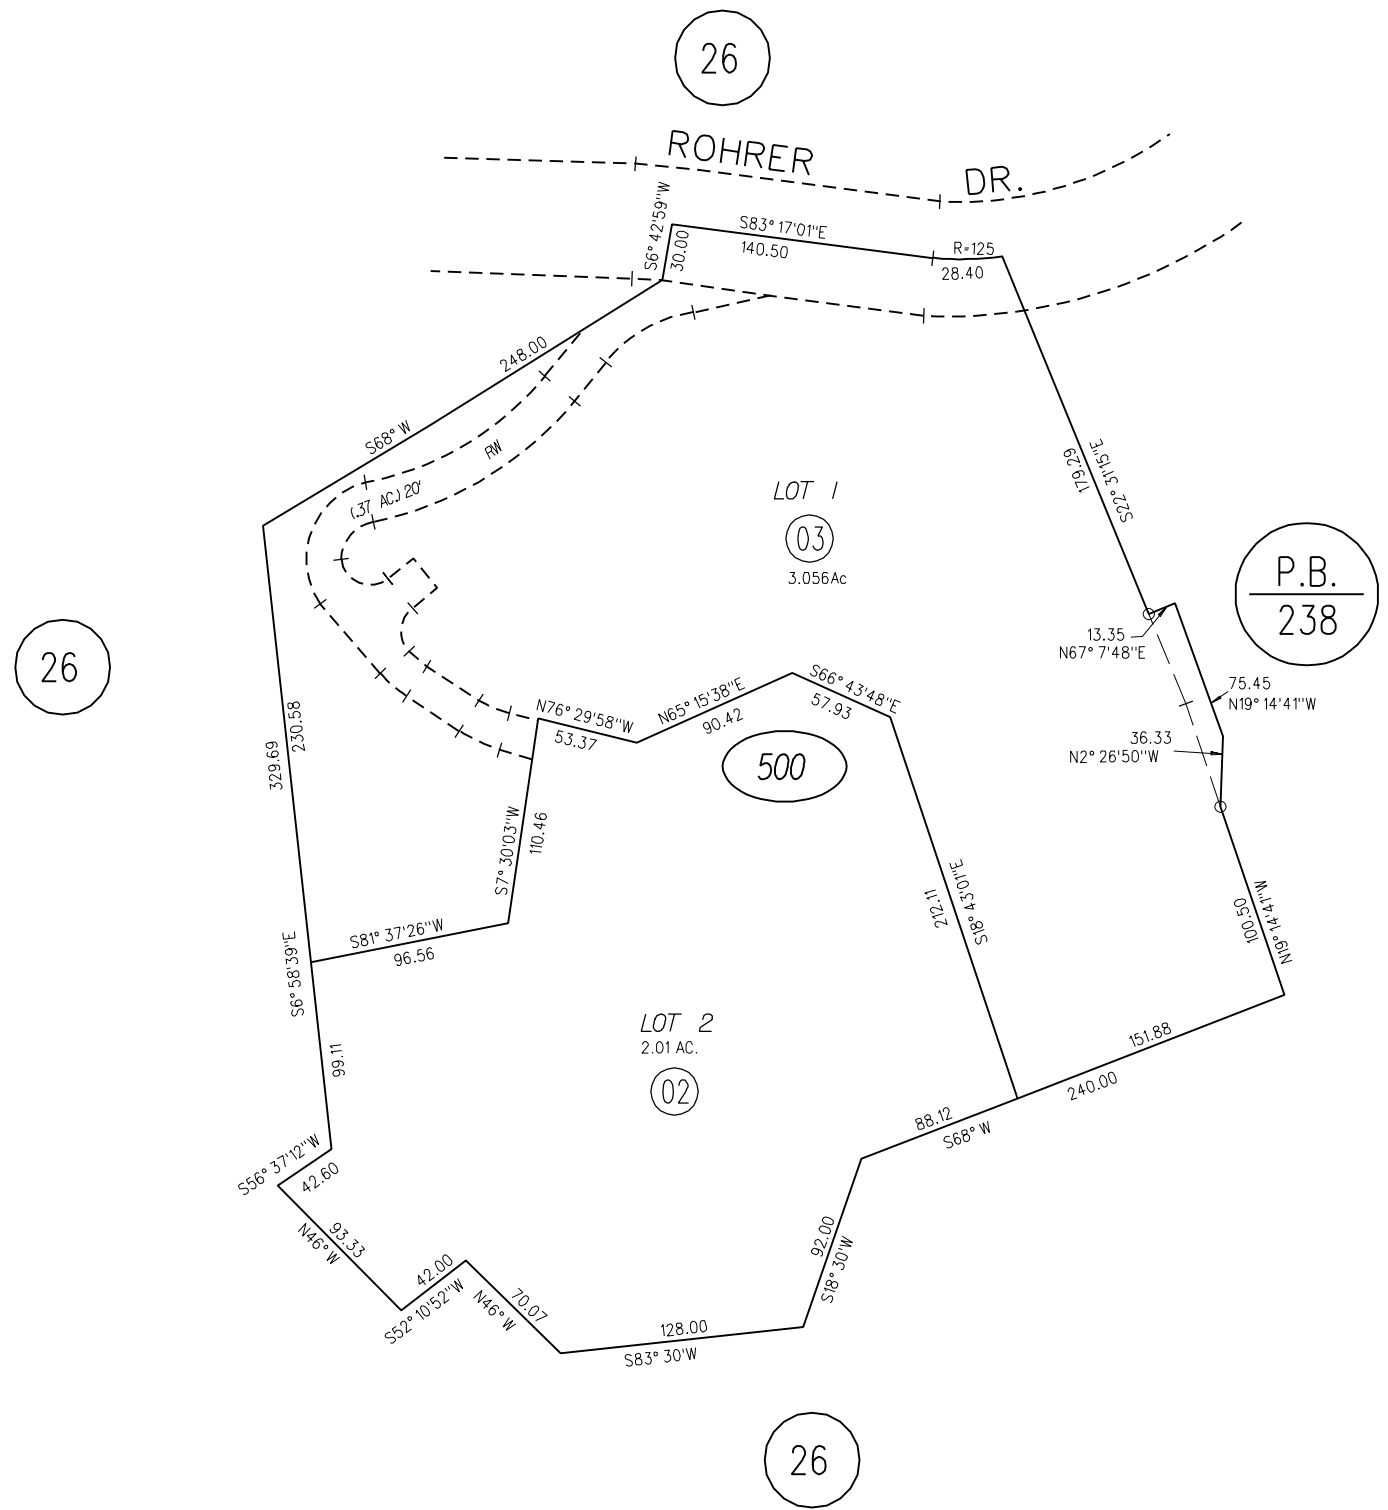 26
ROHRER DR.
S6° 42'59"W
30.00
S83° 17'01"E
140.50
R=125
28.40
248.00
S68° W
RW
(.37 AC.) 20'
S22° 31'15"E
179.29
LOT 1
03
3.056Ac
P.B.
238
13.35
N67° 7'48"E
26
75.45
N19° 14'41"W
S66° 43'48"E
57.93
N65° 15'38"E
90.42
N76° 29'58"W
53.37
36.33
N2° 26'50"W
329.69
230.58
500
S7° 30'03"W
110.46
212.11
S18° 43'01"E
N19° 14'41"W
100.50
S81° 37'26"W
96.56
S6° 58'39"E
99.11
LOT 2
2.01 AC.
02
151.88
240.00
88.12
S68° W
S56° 37'12"W
42.60
93.33
N46° W
92.00
S18° 30'W
42.00
S52° 10'52"W
70.07
N46° W
128.00
S83° 30'W
26